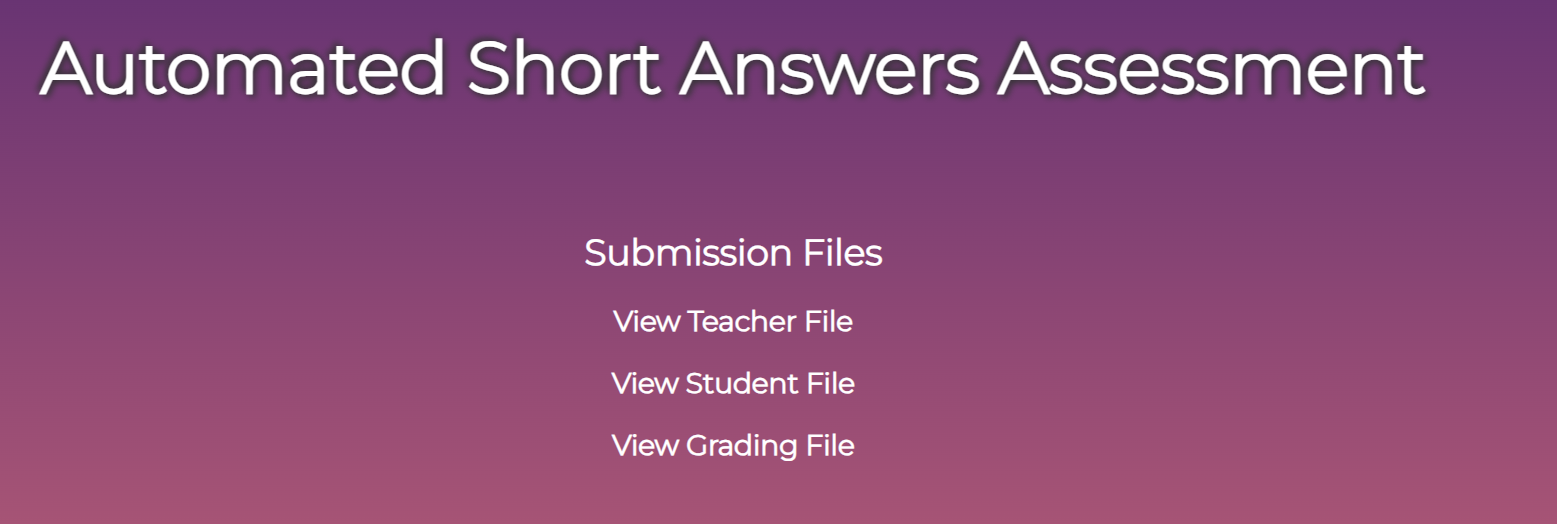 Automated Short Answers Assessment
Submission Files
View Teacher File
View Student File
View Grading File